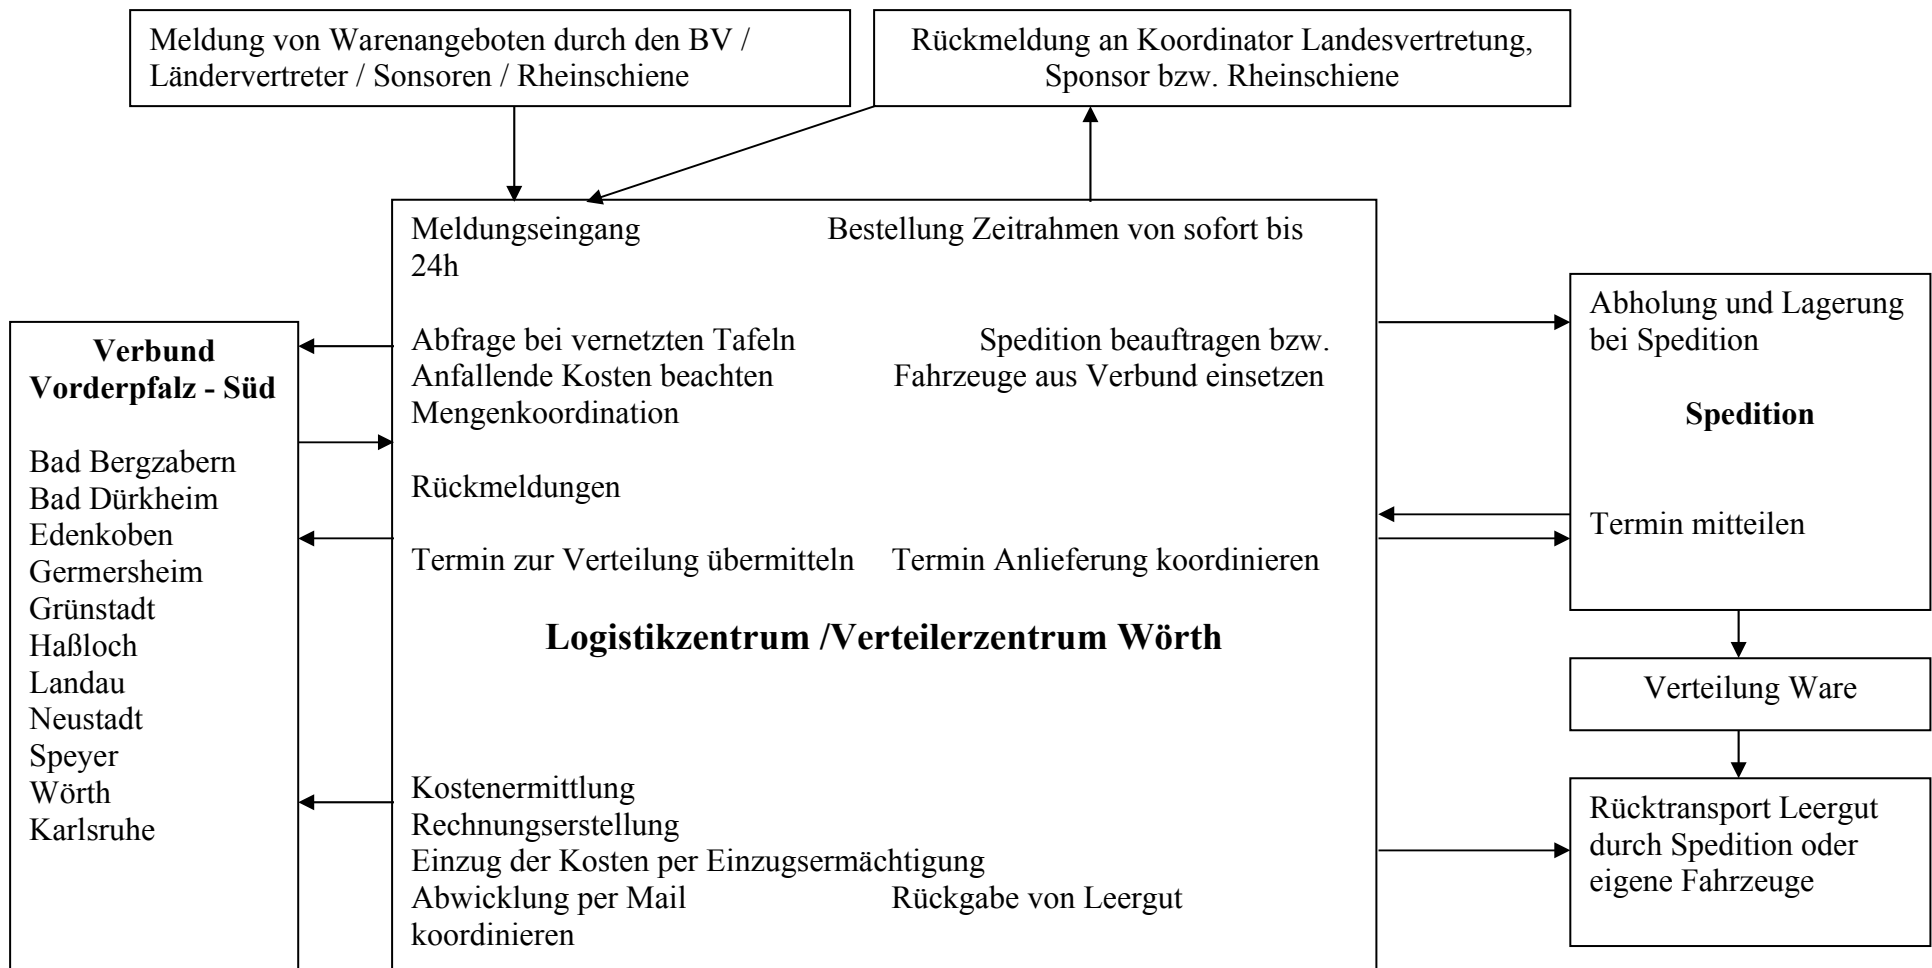 Meldung von Warenangeboten durch den BV /
Ländervertreter / Sonsoren / Rheinschiene
Rückmeldung an Koordinator Landesvertretung,
Sponsor bzw. Rheinschiene
Verbund
Vorderpfalz - Süd
Bad Bergzabern
Bad Dürkheim
Edenkoben
Germersheim
Grünstadt
Haßloch
Landau
Neustadt
Speyer
Wörth
Karlsruhe
Meldungseingang Bestellung Zeitrahmen von sofort bis
24h
Abfrage bei vernetzten Tafeln Spedition beauftragen bzw.
Anfallende Kosten beachten Fahrzeuge aus Verbund einsetzen
Mengenkoordination
Rückmeldungen
Termin zur Verteilung übermitteln Termin Anlieferung koordinieren
Logistikzentrum /Verteilerzentrum Wörth
Kostenermittlung
Rechnungserstellung
Einzug der Kosten per Einzugsermächtigung
Abwicklung per Mail Rückgabe von Leergut
koordinieren
Abholung und Lagerung
bei Spedition
Spedition
Termin mitteilen
Verteilung Ware
Rücktransport Leergut
durch Spedition oder
eigene Fahrzeuge